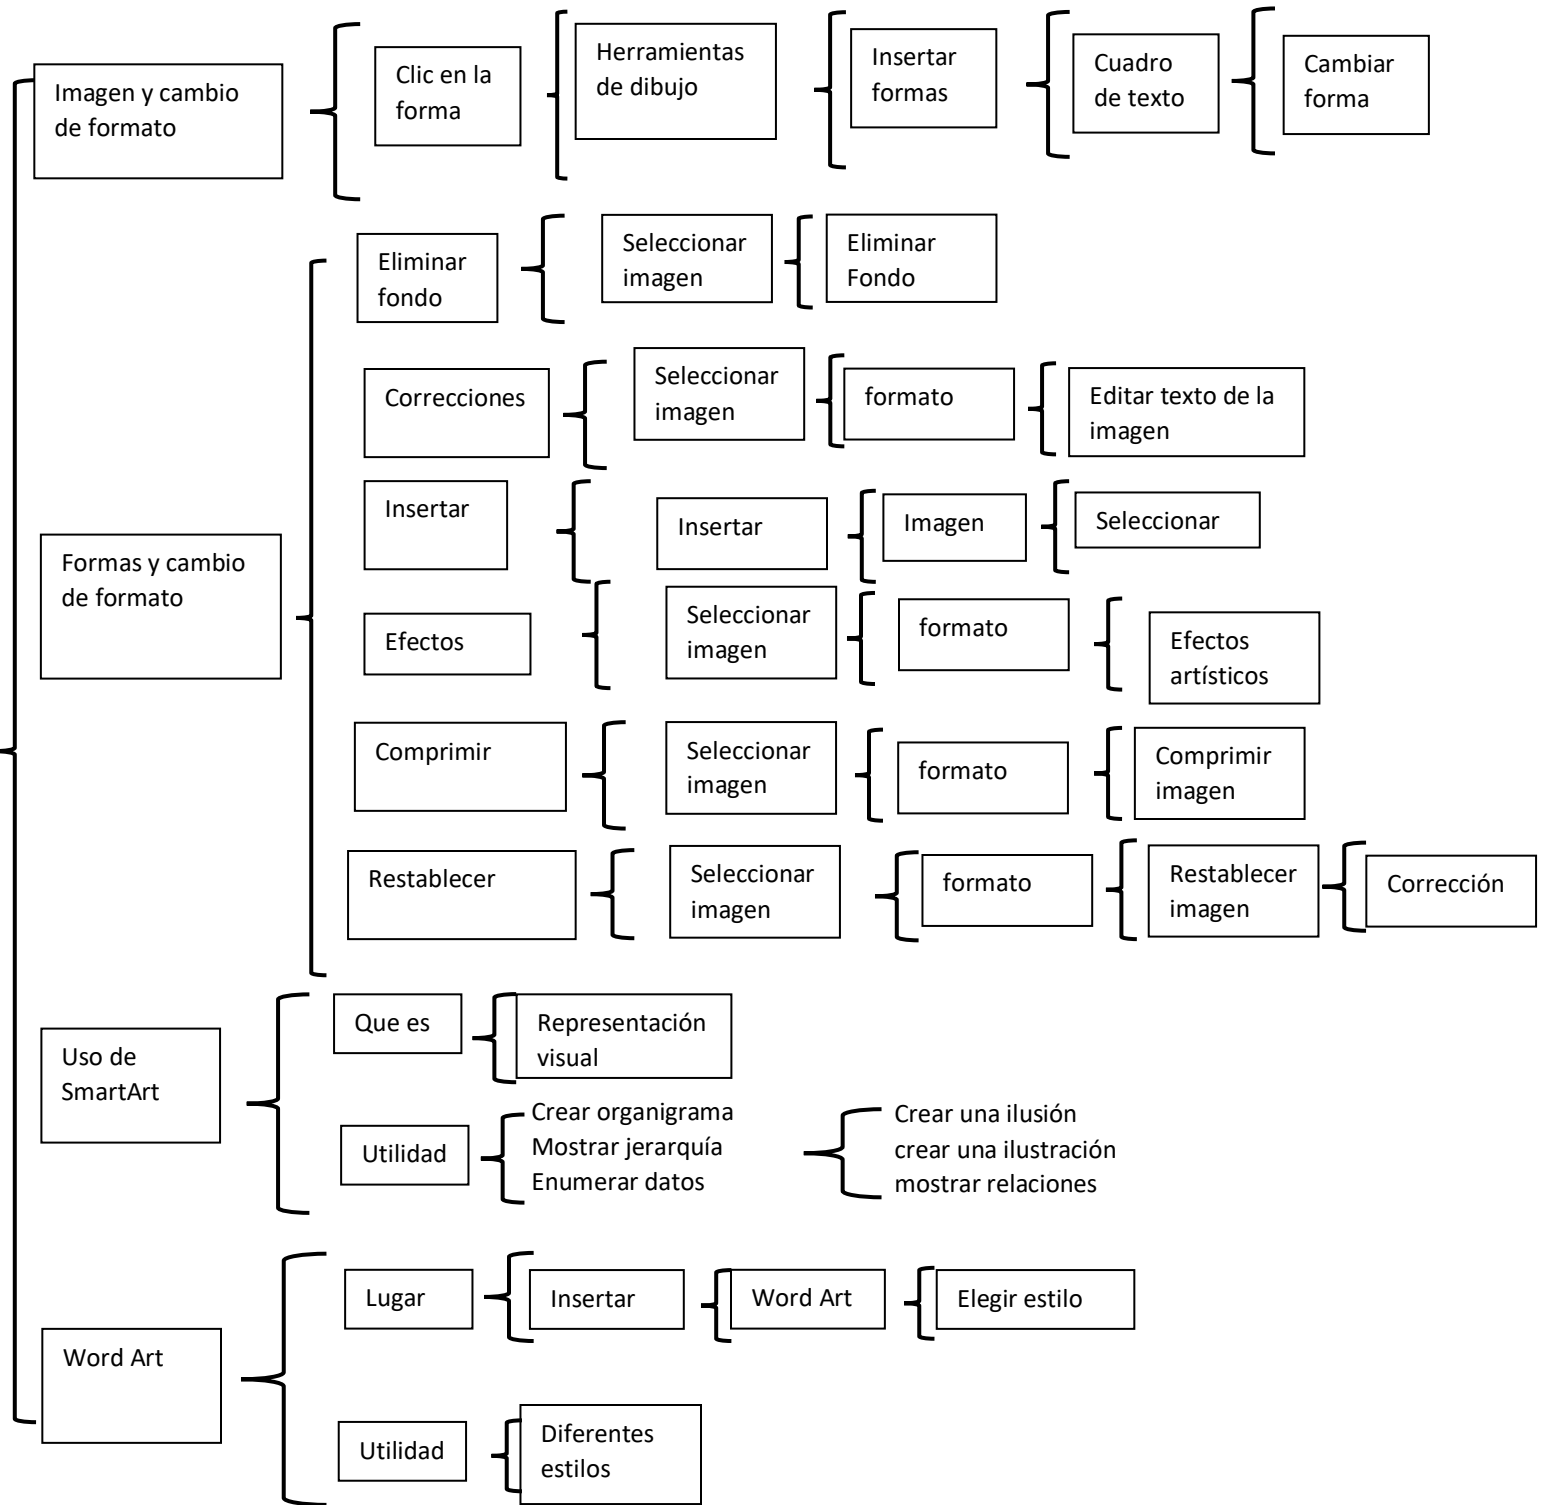 Imagen y cambio
de formato
Clic en la
forma
Herramientas
de dibujo
Insertar
formas
Cuadro
de texto
Cambiar
forma
Formas y cambio
de formato
Eliminar
fondo
Seleccionar
imagen
Eliminar
Fondo
Correcciones
Seleccionar
imagen
formato
Editar texto de la
imagen
Insertar
Insertar
Imagen
Seleccionar
Efectos
Seleccionar
imagen
formato
Efectos
artísticos
Comprimir
Seleccionar
imagen
formato
Comprimir
imagen
Restablecer
Seleccionar
imagen
formato
Restablecer
imagen
Corrección
Uso de
SmartArt
Que es
Representación
visual
Utilidad
Crear organigrama
Mostrar jerarquía
Enumerar datos
Crear una ilusión
crear una ilustración
mostrar relaciones
Word Art
Lugar
Insertar
Word Art
Elegir estilo
Utilidad
Diferentes
estilos